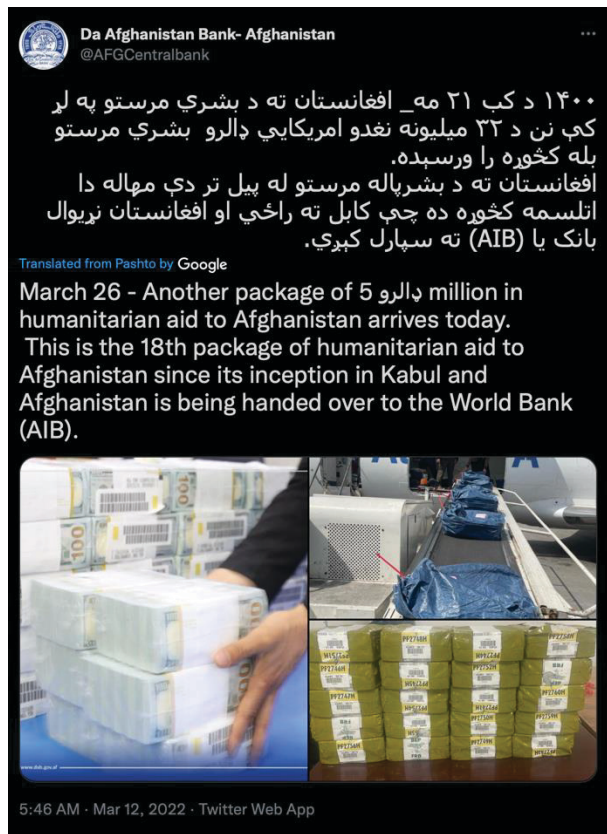 Da Afghanistan Bank- Afghanistan
@AFGCentralbank
۱۴۰۰ د کب ۲۱ مه_ افغانستان ته د بشري مرستو په لړ
کې نن د ۳۲ میلیونه نغدو امریکایي ډالرو بشري مرستو
بله کڅوړه را ورسېده.
افغانستان ته د بشرپاله مرستو له پیل تر دې مهاله دا
اتلسمه کڅوړه ده چې کابل ته راځي او افغانستان نړیوال
بانک یا (AIB) ته سپارل کېږي.
Translated from Pashto by Google
March 26 - Another package of 5 ډالرو million in
humanitarian aid to Afghanistan arrives today.
This is the 18th package of humanitarian aid to
Afghanistan since its inception in Kabul and
Afghanistan is being handed over to the World Bank
(AIB).
www.dab.gov.af
5:46 AM · Mar 12, 2022 · Twitter Web App